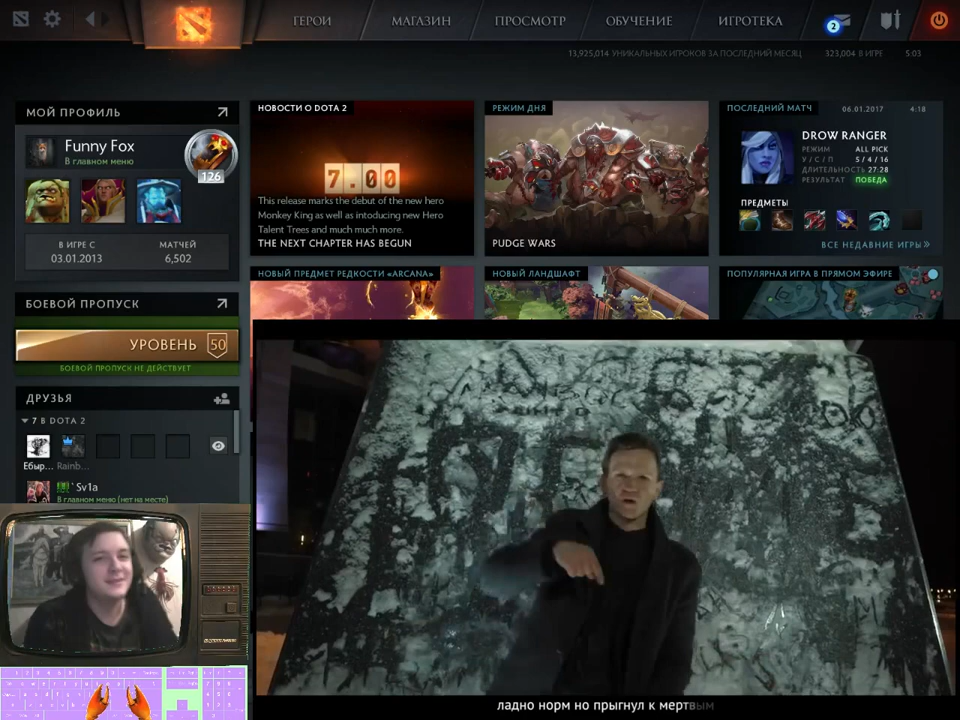 ГЕРОИ
МАГАЗИН
ПРОСМОТР
ОБУЧЕНИЕ
ИГРОТЕКА
2
13,925,014 УНИКАЛЬНЫХ ИГРОКОВ ЗА ПОСЛЕДНИЙ МЕСЯЦ
323,004 В ИГРЕ
5:03
МОЙ ПРОФИЛЬ
Funny Fox
В главном меню
126
В ИГРЕ С
03.01.2013
МАТЧЕЙ
6,502
БОЕВОЙ ПРОПУСК
УРОВЕНЬ 50
БОЕВОЙ ПРОПУСК НЕ ДЕЙСТВУЕТ
ДРУЗЬЯ
7 В DOTA 2
Ебыр... Rainb...
`Sv1a
В главном меню (нет на месте)
НОВОСТИ О DOTA 2
7.00
This release marks the debut of the new hero
Monkey King as well as intoducing new Hero
Talent Trees and much much more.
THE NEXT CHAPTER HAS BEGUN
РЕЖИМ ДНЯ
PUDGE WARS
ПОСЛЕДНИЙ МАТЧ
06.01.2017
4:18
DROW RANGER
РЕЖИМ ALL PICK
У / С / П 5 / 4 / 16
ДЛИТЕЛЬНОСТЬ 27:28
РЕЗУЛЬТАТ ПОБЕДА
ПРЕДМЕТЫ
ВСЕ НЕДАВНИЕ ИГРЫ
НОВЫЙ ПРЕДМЕТ РЕДКОСТИ «ARCANA»
НОВЫЙ ЛАНДШАФТ
ПОПУЛЯРНАЯ ИГРА В ПРЯМОМ ЭФИРЕ
ладно норм но прыгнул к мертвым